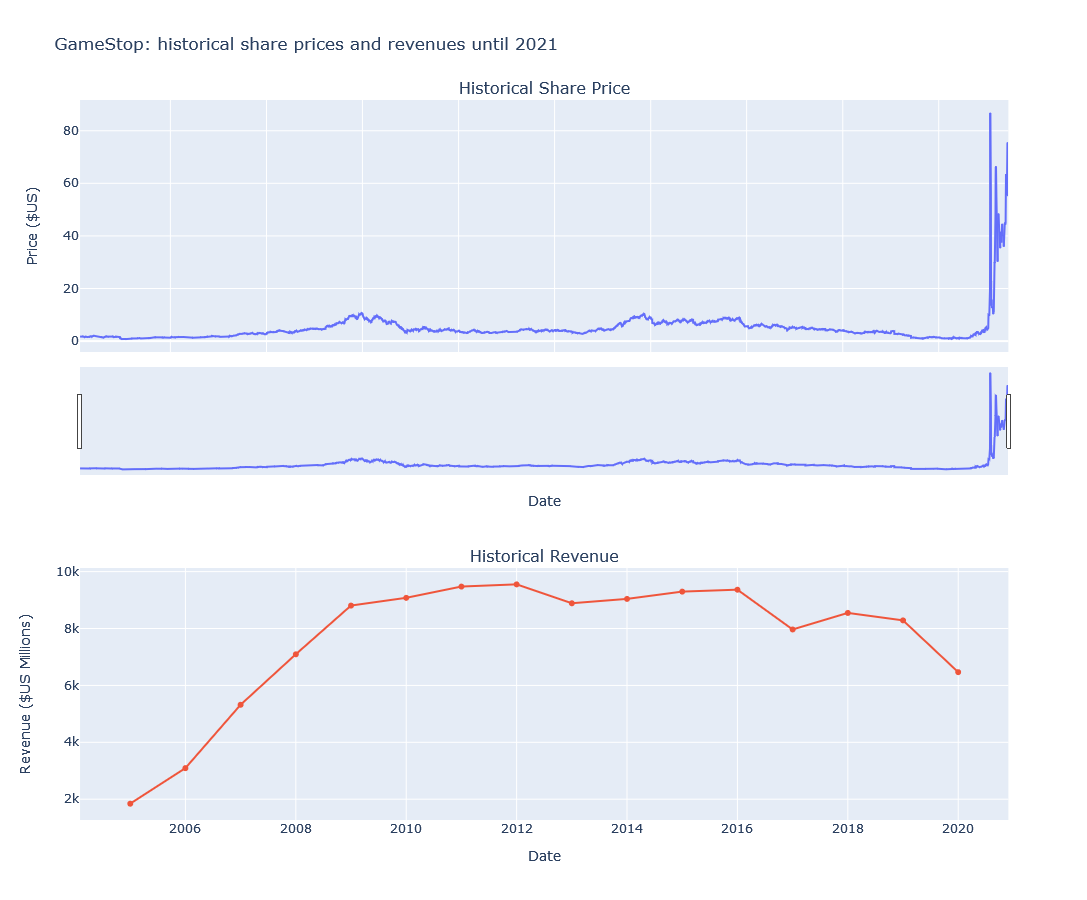 GameStop: historical share prices and revenues until 2021
Historical Share Price
80
60
40
20
0
Price ($US)
Date
Historical Revenue
10k
8k
6k
4k
2k
Revenue ($US Millions)
2006 2008 2010 2012 2014 2016 2018 2020
Date